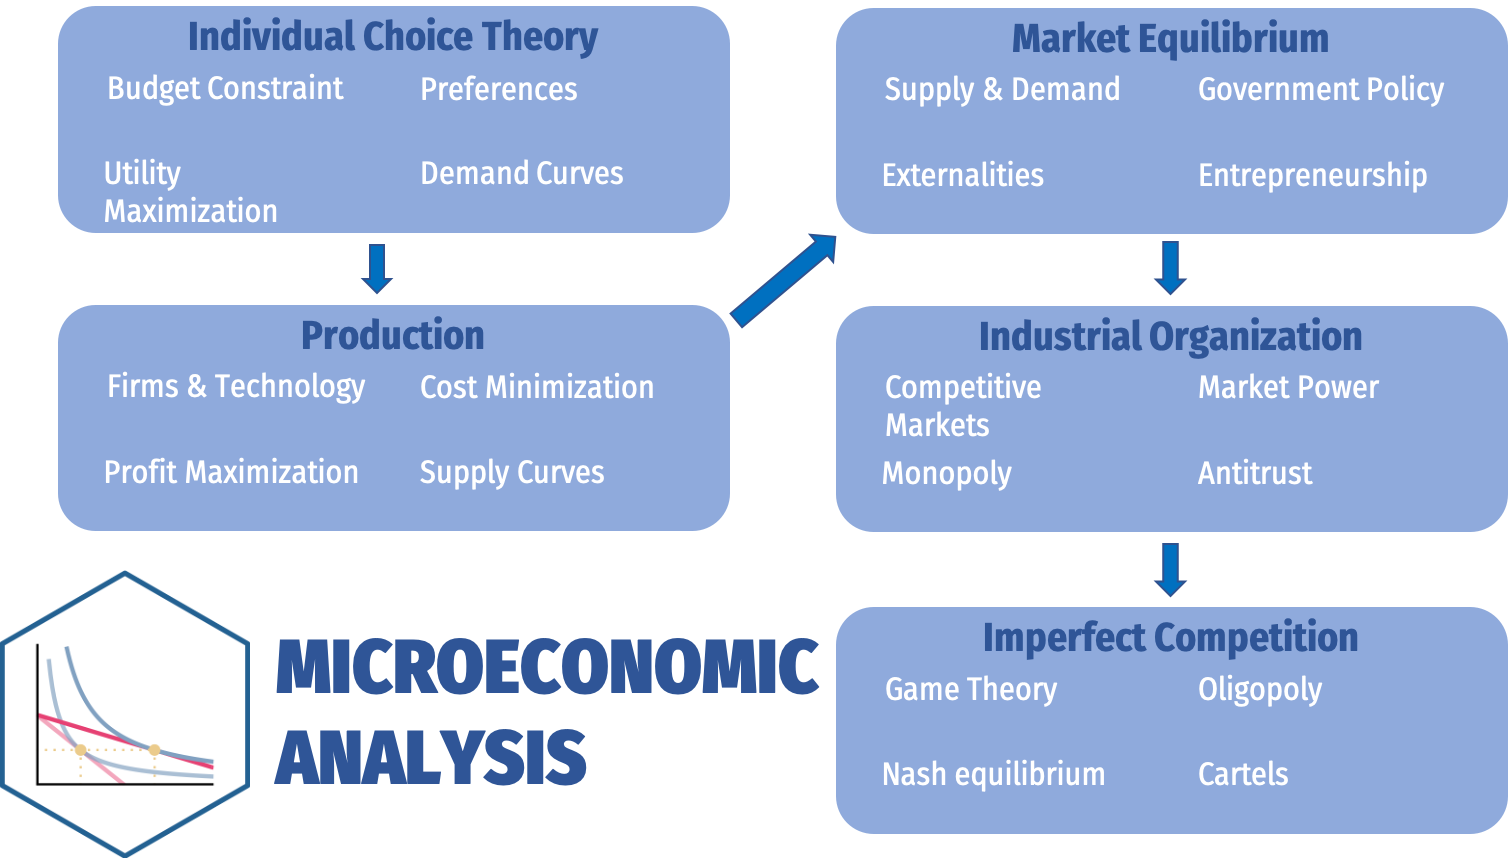 Individual Choice Theory
Budget Constraint
Preferences
Utility
Maximization
Demand Curves
Production
Firms & Technology
Cost Minimization
Profit Maximization
Supply Curves
Market Equilibrium
Supply & Demand
Government Policy
Externalities
Entrepreneurship
Industrial Organization
Competitive
Markets
Market Power
Monopoly
Antitrust
Imperfect Competition
Game Theory
Oligopoly
Nash equilibrium
Cartels
MICROECONOMIC
ANALYSIS